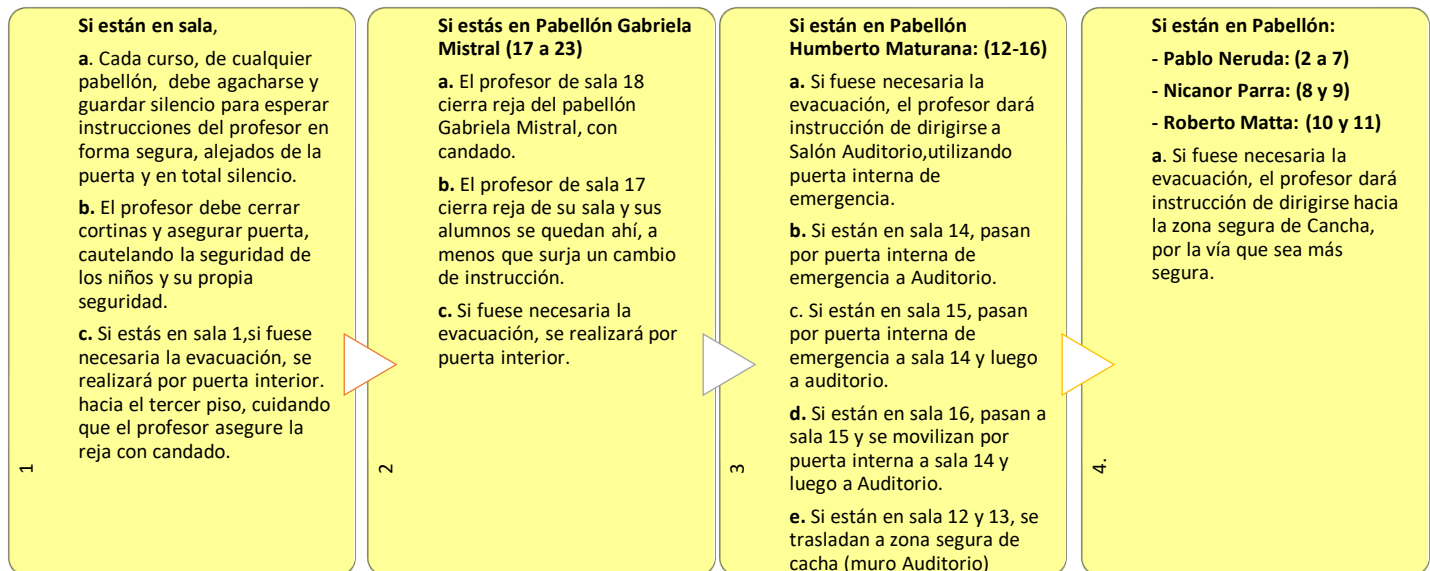 Si están en sala,
a. Cada curso, de cualquier
pabellón, debe agacharse y
guardar silencio para esperar
instrucciones del profesor en
forma segura, alejados de la
puerta y en total silencio.
b. El profesor debe cerrar
cortinas y asegurar puerta,
cautelando la seguridad de
los niños y su propia
seguridad.
c. Si estás en sala 1,si fuese
necesaria la evacuación, se
realizará por puerta interior.
hacia el tercer piso, cuidando
que el profesor asegure la
reja con candado.
1
Si estás en Pabellón Gabriela
Mistral (17 a 23)
a. El profesor de sala 18
cierra reja del pabellón
Gabriela Mistral, con
candado.
b. El profesor de sala 17
cierra reja de su sala y sus
alumnos se quedan ahí, a
menos que surja un cambio
de instrucción.
c. Si fuese necesaria la
evacuación, se realizará por
puerta interior.
2
Si están en Pabellón
Humberto Maturana: (12-16)
a. Si fuese necesaria la
evacuación, el profesor dará
instrucción de dirigirse a
Salón Auditorio,utilizando
puerta interna de
emergencia.
b. Si están en sala 14, pasan
por puerta interna de
emergencia a Auditorio.
c. Si están en sala 15, pasan
por puerta interna de
emergencia a sala 14 y luego
a auditorio.
d. Si están en sala 16, pasan a
sala 15 y se movilizan por
puerta interna a sala 14 y
luego a Auditorio.
e. Si están en sala 12 y 13, se
trasladan a zona segura de
cacha (muro Auditorio)
3
Si están en Pabellón:
- Pablo Neruda: (2 a 7)
- Nicanor Parra: (8 y 9)
- Roberto Matta: (10 y 11)
a. Si fuese necesaria la
evacuación, el profesor dará
instrucción de dirigirse hacia
la zona segura de Cancha,
por la vía que sea más
segura.
4.